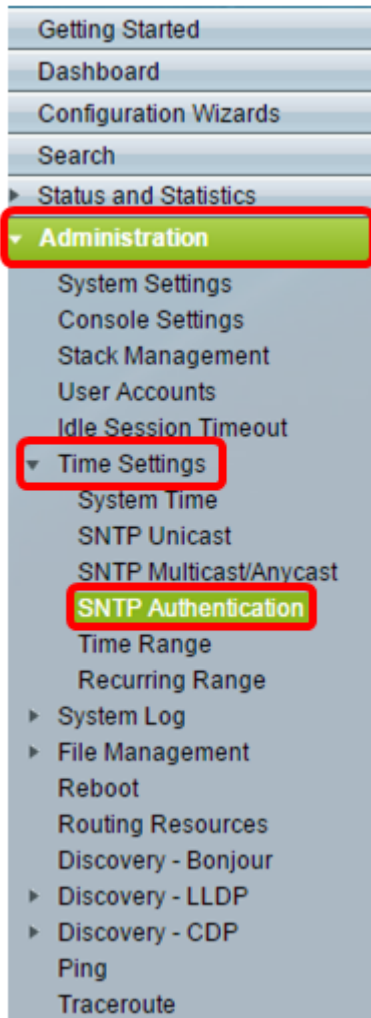 Getting Started
Dashboard
Configuration Wizards
Search
Status and Statistics
Administration
System Settings
Console Settings
Stack Management
User Accounts
Idle Session Timeout
Time Settings
System Time
SNTP Unicast
SNTP Multicast/Anycast
SNTP Authentication
Time Range
Recurring Range
System Log
File Management
Reboot
Routing Resources
Discovery - Bonjour
Discovery - LLDP
Discovery - CDP
Ping
Traceroute